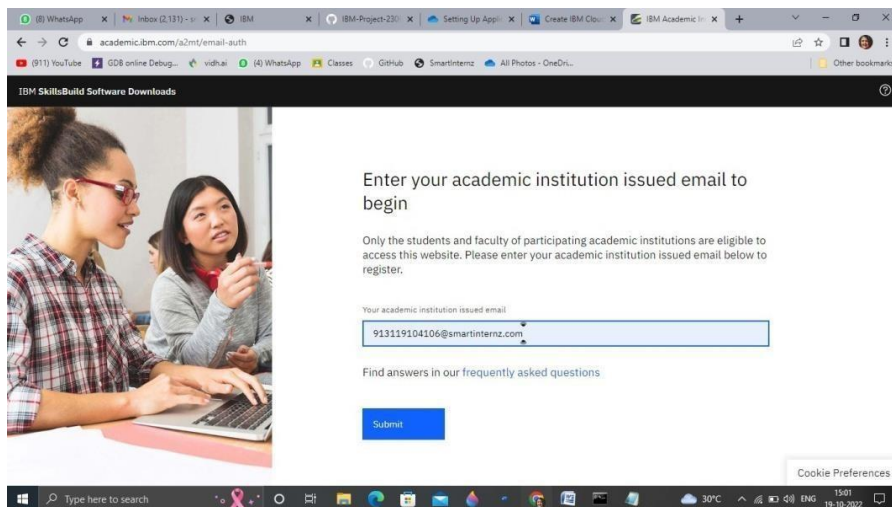 (8) WhatsApp
Inbox (2,131) - s
IBM
IBM-Project-230
Setting Up Appl
Create IBM Clou
IBM Academic In
academic.ibm.com/a2mt/email-auth
(911) YouTube
GDB online Debug...
vidh.ai
(4) WhatsApp
Classes
GitHub
Smartinternz
All Photos - OneDri...
Other bookmarks
IBM SkillsBuild Software Downloads
Enter your academic institution issued email to
begin
Only the students and faculty of participating academic institutions are eligible to
access this website. Please enter your academic institution issued email below to
register.
Your academic institution issued email
913119104106@smartinternz.com
Find answers in our frequently asked questions
Submit
Cookie Preferences
Type here to search
30°C
ENG
15:01
19-10-2022